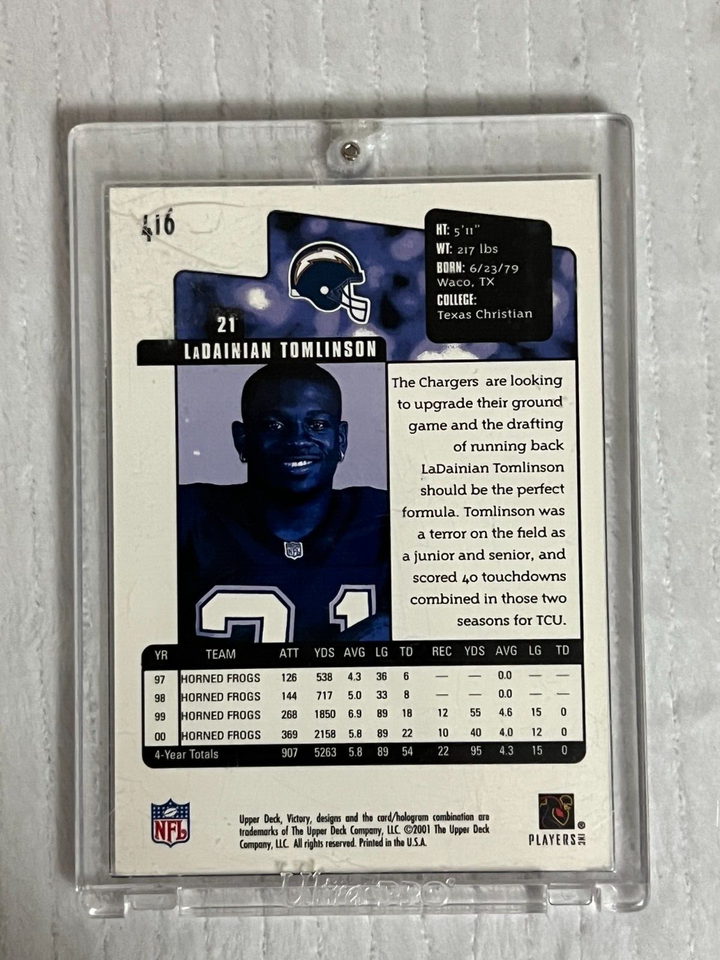 416
HT: 5'11"
WT: 217 lbs
BORN: 6/23/79
Waco, TX
COLLEGE:
Texas Christian
21
LADAINIAN TOMLINSON
The Chargers are looking
to upgrade their ground
game and the drafting
of running back
LaDainian Tomlinson
should be the perfect
formula. Tomlinson was
a terror on the field as
a junior and senior, and
scored 40 touchdowns
combined in those two
seasons for TCU.
NFL
21
YR TEAM ATT YDS AVG LG TD REC YDS AVG LG TD
97 HORNED FROGS 126 538 4.3 36 6 — — 0.0 — —
98 HORNED FROGS 144 717 5.0 33 8 — — 0.0 — —
99 HORNED FROGS 268 1850 6.9 89 18 12 55 4.6 15 0
00 HORNED FROGS 369 2158 5.8 89 22 10 40 4.0 12 0
4-Year Totals 907 5263 5.8 89 54 22 95 4.3 15 0
NFL
Upper Deck, Victory, designs and the card/hologram combination are
trademarks of The Upper Deck Company, LLC. ©2001 The Upper Deck
Company, LLC. All rights reserved. Printed in the U.S.A.
PLAYERS INC ®
Ultra PRO®